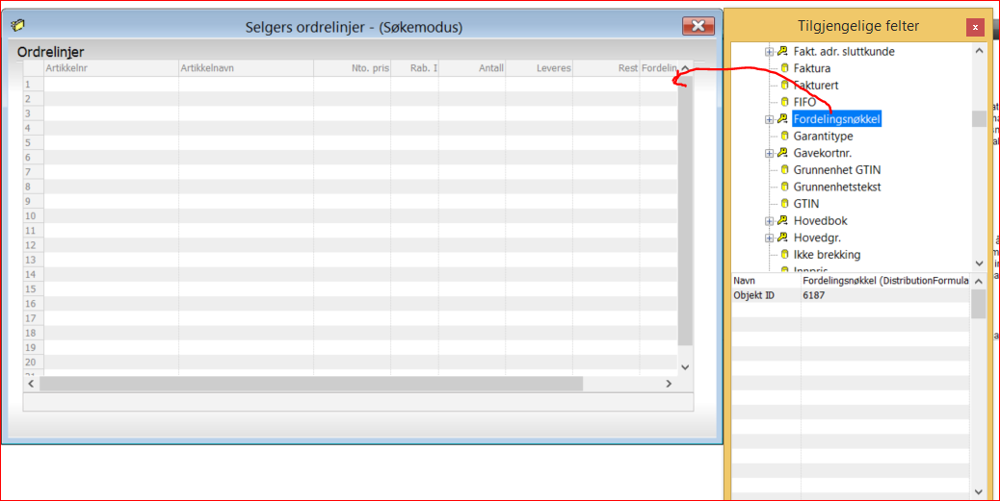 Selgers ordrelinjer - (Søkemodus)
Ordrelinjer
Artikkelnr Artikkelnavn Nto. pris Rab. I Antall Leveres Rest Fordelin
1
2
3
4
5
6
7
8
9
10
11
12
13
14
15
16
17
18
19
20
Tilgjengelige felter
x
Fakt. adr. sluttkunde
Faktura
Fakturert
FIFO
Fordelingsnøkkel
Garantitype
Gavekortnr.
Grunnenhet GTIN
Grunnenhetstekst
GTIN
Hovedbok
Hovedgr.
Ikke brekking
Innpris
Navn Fordelingsnøkkel (DistributionFormula
Objekt ID 6187